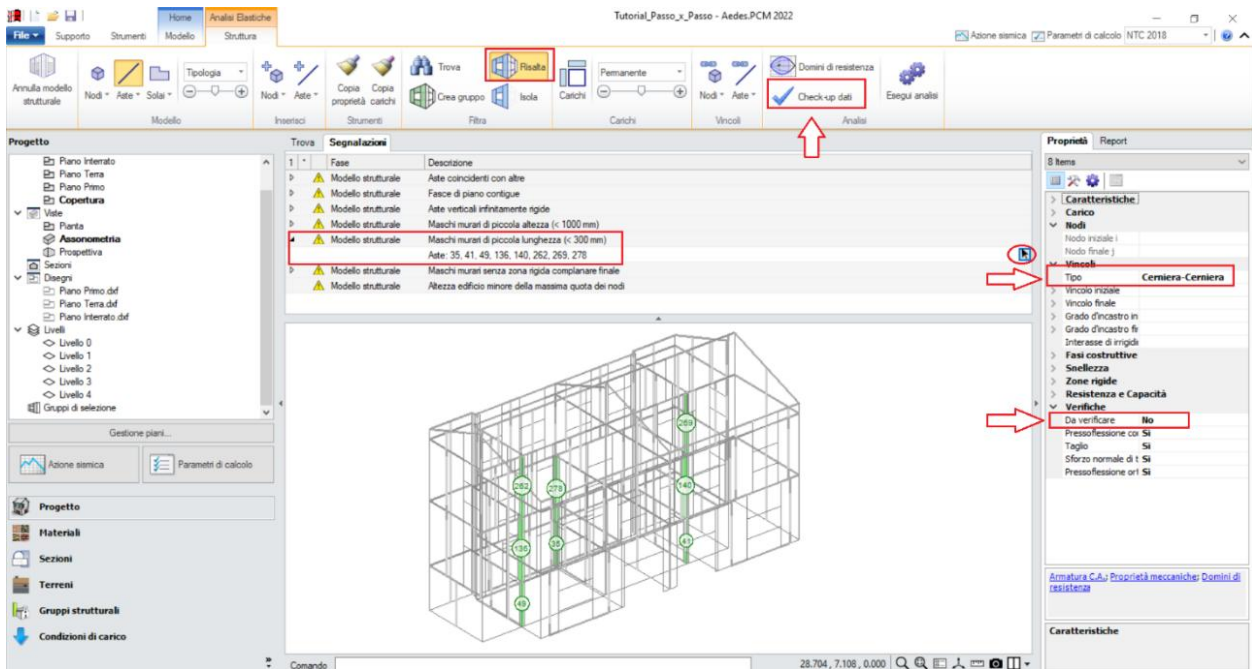 Tutorial_Passo_x_Passo - Aedes.PCM 2022
Home
Analisi Elastiche
File
Supporto
Strumenti
Modello
Struttura
Azione sismica
Parametri di calcolo
NTC 2018
Annulla modello
strutturale
Nodi
Aste
Solai
Tipologia
Modello
Nodi
Aste
Inserisci
Copia
proprietà
Copia
carichi
Strumenti
Trova
Crea gruppo
Risalta
Isola
Filtra
Carichi
Permanente
Carichi
Nodi
Aste
Vincoli
Domini di resistenza
Check-up dati
Esegui analisi
Analisi
Progetto
Piano Interrato
Piano Terra
Piano Primo
Copertura
Viste
Pianta
Assonometria
Prospettiva
Sezioni
Disegni
Piano Primo.dxf
Piano Terra.dxf
Piano Interrato.dxf
Livelli
Livello 0
Livello 1
Livello 2
Livello 3
Livello 4
Gruppi di selezione
Gestione piani...
Azione sismica
Parametri di calcolo
Progetto
Materiali
Sezioni
Terreni
Gruppi strutturali
Condizioni di carico
Trova
Segnalazioni
1 * Fase Descrizione
Modello strutturale Aste coincidenti con altre
Modello strutturale Fasce di piano contigue
Modello strutturale Aste verticali infinitamente rigide
Modello strutturale Maschi murari di piccola altezza (< 1000 mm)
Modello strutturale Maschi murari di piccola lunghezza (< 300 mm)
Aste: 35, 41, 49, 136, 140, 262, 269, 278
Modello strutturale Maschi murari senza zona rigida complanare finale
Modello strutturale Altezza edificio minore della massima quota dei nodi
269
262
278
140
136
35
41
49
Comando
28.704 , 7.108 , 0.000
Proprietà
Report
8 Items
Caratteristiche
Carico
Nodi
Nodo iniziale i
Nodo finale j
Vincoli
Tipo Cerniera-Cerniera
Vincolo iniziale
Vincolo finale
Grado d'incastro in
Grado d'incastro fir
Interasse di irrigidi
Fasi costruttive
Snellezza
Zone rigide
Resistenza e Capacità
Verifiche
Da verificare No
Pressoflessione co Si
Taglio Si
Sforzo normale di t Si
Pressoflessione ort Si
Armatura C.A.; Proprietà meccaniche; Domini di
resistenza
Caratteristiche